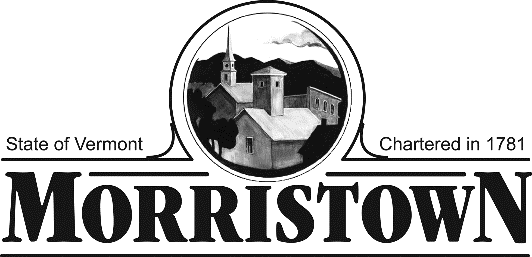 State of Vermont Chartered in 1781
MORRISTOWN